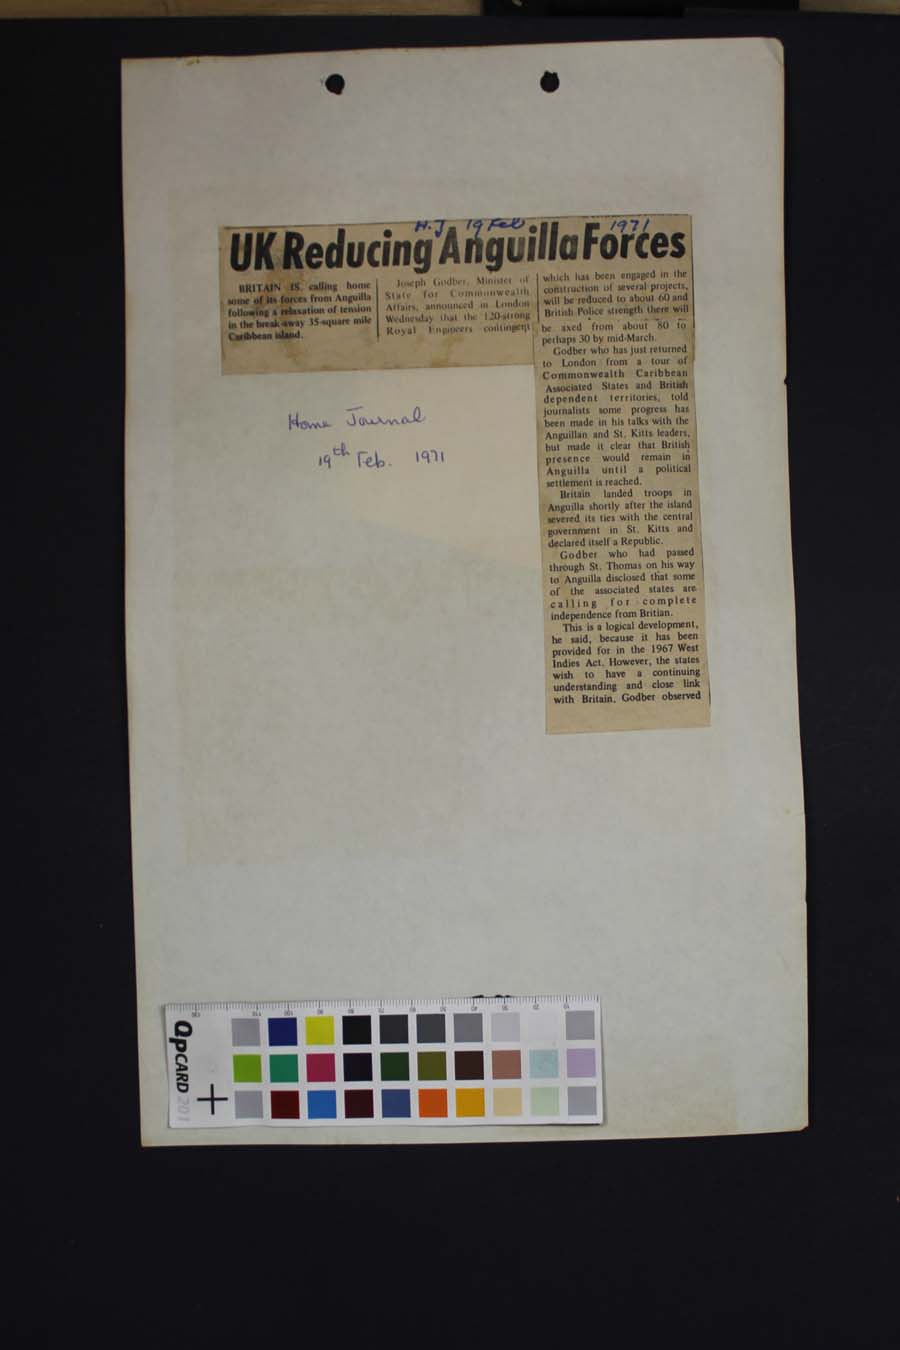 H.J 19 Feb 1971
UK Reducing Anguilla Forces
BRITAIN IS calling home
some of its forces from Anguilla
following a relaxation of tension
in the break-away 35-square mile
Caribbean island.
Joseph Godber, Minister of
State for Commonwealth
Affairs, announced in London
Wednesday that the 120-strong
Royal Engineers contingent
which has been engaged in the
construction of several projects,
will be reduced to about 60 and
British Police strength there will
be axed from about 80 to
perhaps 30 by mid-March.
Godber who has just returned
to London from a tour of
Commonwealth Caribbean
Associated States and British
dependent territories, told
journalists some progress has
been made in his talks with the
Anguillan and St. Kitts leaders,
but made it clear that British
presence would remain in
Anguilla until a political
settlement is reached.
Britain landed troops in
Anguilla shortly after the island
severed its ties with the central
government in St. Kitts and
declared itself a Republic.
Godber who had passed
through St. Thomas on his way
to Anguilla disclosed that some
of the associated states are
calling for complete
independence from Britian.
This is a logical development,
he said, because it has been
provided for in the 1967 West
Indies Act. However, the states
wish to have a continuing
understanding and close link
with Britain, Godber observed
Home Journal
19th Feb. 1971
QPCARD 201